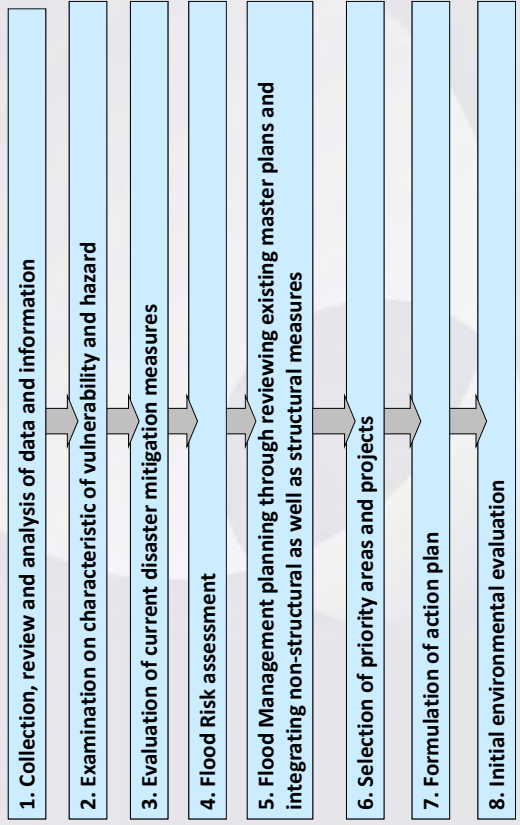 1. Collection, review and analysis of data and information
2. Examination on characteristic of vulnerability and hazard
3. Evaluation of current disaster mitigation measures
4. Flood Risk assessment
5. Flood Management planning through reviewing existing master plans and
integrating non-structural as well as structural measures
6. Selection of priority areas and projects
7. Formulation of action plan
8. Initial environmental evaluation